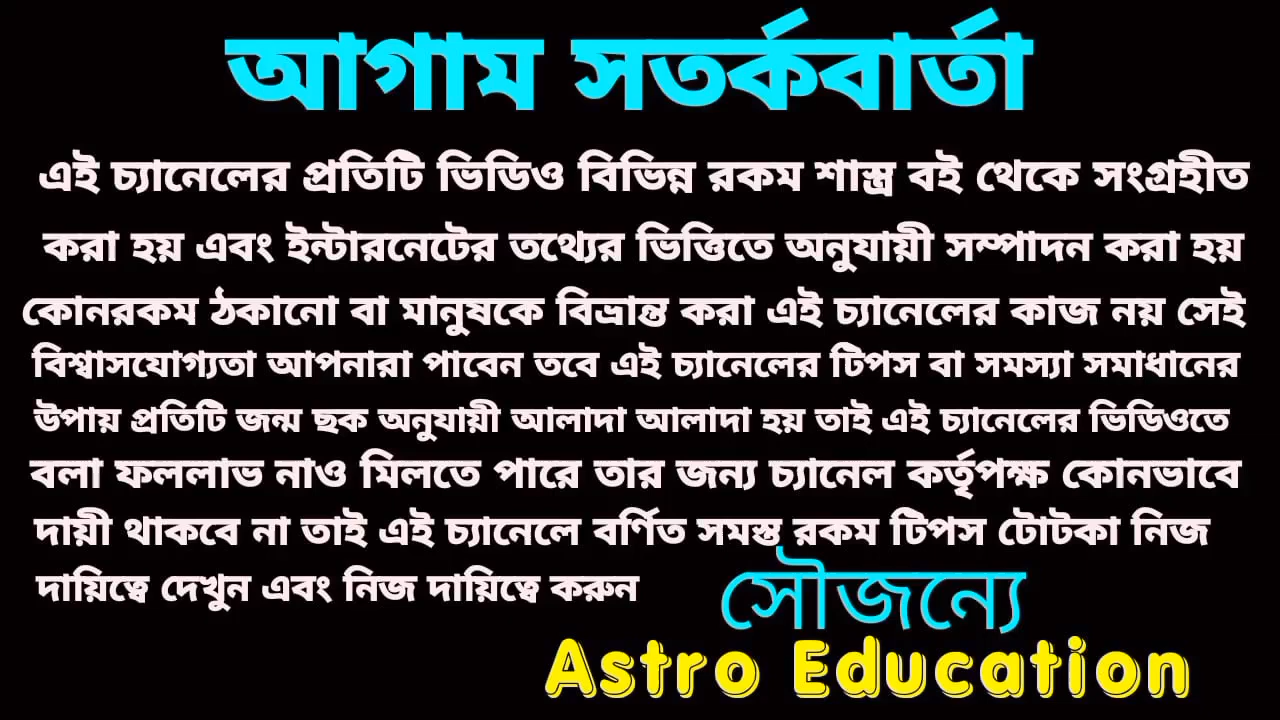 আগাম সতর্কবার্তা
এই চ্যানেলের প্রতিটি ভিডিও বিভিন্ন রকম শাস্ত্র বই থেকে সংগ্রহীত
করা হয় এবং ইন্টারনেটের তথ্যের ভিত্তিতে অনুযায়ী সম্পাদন করা হয়
কোনরকম ঠকানো বা মানুষকে বিভ্রান্ত করা এই চ্যানেলের কাজ নয় সেই
বিশ্বাসযোগ্যতা আপনারা পাবেন তবে এই চ্যানেলের টিপস বা সমস্যা সমাধানের
উপায় প্রতিটি জন্ম ছক অনুযায়ী আলাদা আলাদা হয় তাই এই চ্যানেলের ভিডিওতে
বলা ফললাভ নাও মিলতে পারে তার জন্য চ্যানেল কর্তৃপক্ষ কোনভাবে
দায়ী থাকবে না তাই এই চ্যানেলে বর্ণিত সমস্ত রকম টিপস টোটকা নিজ
দায়িত্বে দেখুন এবং নিজ দায়িত্বে করুন
সৌজন্যে
Astro Education